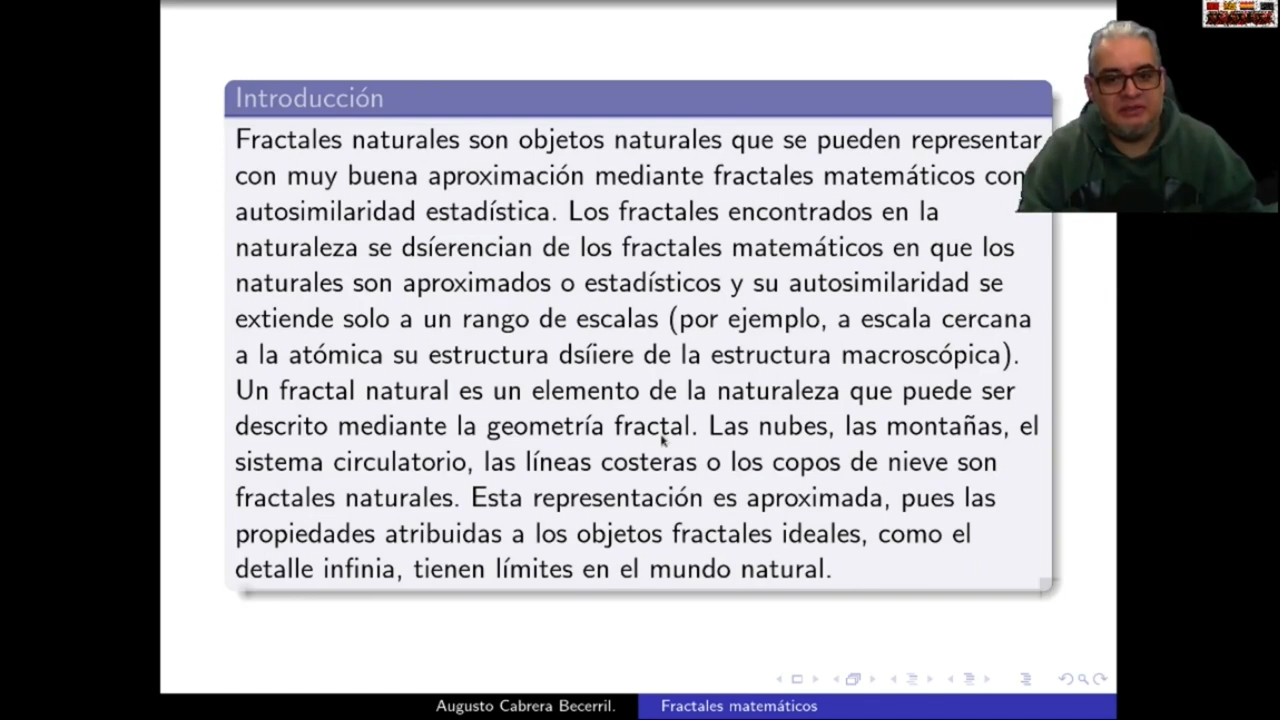 Introducción
Fractales naturales son objetos naturales que se pueden representar
con muy buena aproximación mediante fractales matemáticos con
autosimilaridad estadística. Los fractales encontrados en la
naturaleza se dsíerencian de los fractales matemáticos en que los
naturales son aproximados o estadísticos y su autosimilaridad se
extiende solo a un rango de escalas (por ejemplo, a escala cercana
a la atómica su estructura dsíiere de la estructura macroscópica).
Un fractal natural es un elemento de la naturaleza que puede ser
descrito mediante la geometría fractal. Las nubes, las montañas, el
sistema circulatorio, las líneas costeras o los copos de nieve son
fractales naturales. Esta representación es aproximada, pues las
propiedades atribuidas a los objetos fractales ideales, como el
detalle infinia, tienen límites en el mundo natural.
Augusto Cabrera Becerril.
Fractales matemáticos